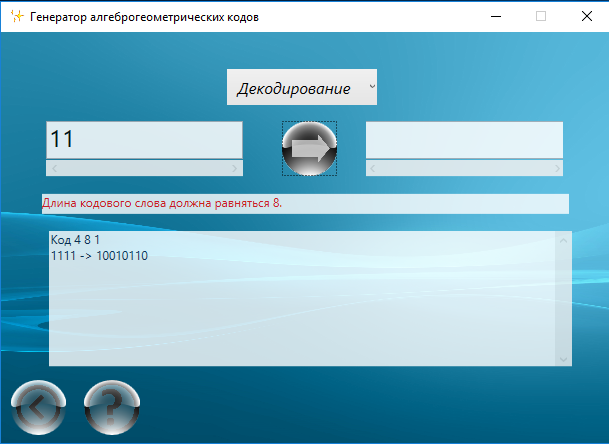 Генератор алгеброгеометрических кодов
Декодирование
11
Длина кодового слова должна равняться 8.
Код 4 8 1
1111 -> 10010110
?